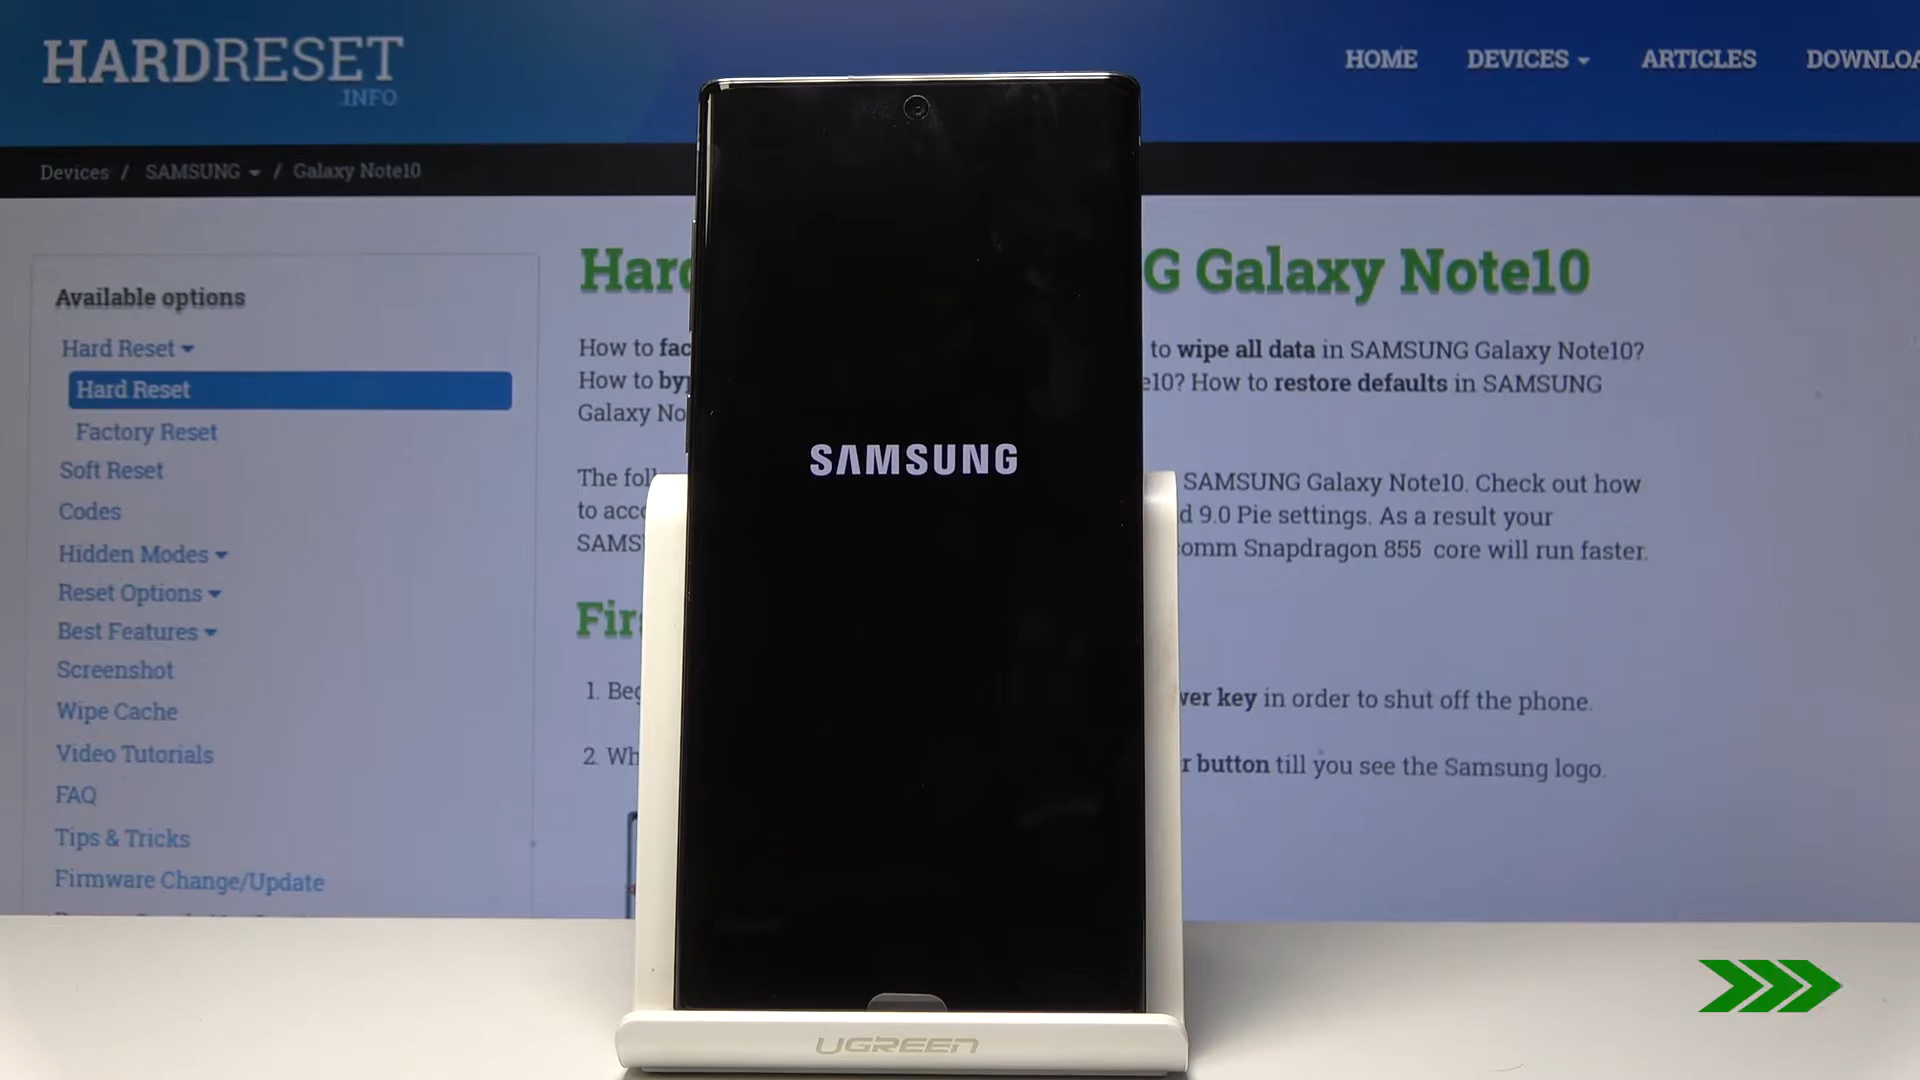 HARDRESET
.INFO
HOME DEVICES ARTICLES
Devices / SAMSUNG / Galaxy Note10
Available options
Hard Reset
Hard Reset
Factory Reset
Soft Reset
Codes
Hidden Modes
Reset Options
Best Features
Screenshot
Wipe Cache
Video Tutorials
FAQ
Tips & Tricks
Firmware Change/Update
G Galaxy Note10
How to to wipe all data in SAMSUNG Galaxy Note10?
How to How to restore defaults in SAMSUNG
Galaxy
The SAMSUNG Galaxy Note10. Check out how
to 9.0 Pie settings. As a result your
Snapdragon 855 core will run faster.
1. key in order to shut off the phone.
2. button till you see the Samsung logo.
SAMSUNG
UGREEN